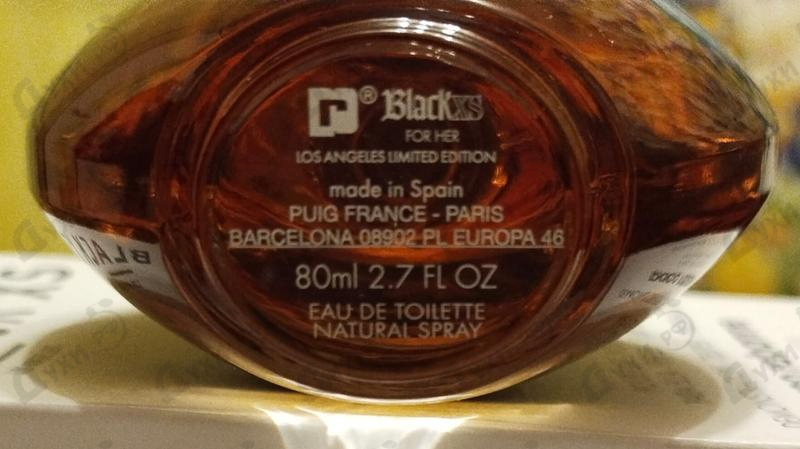 ® BlackXS
FOR HER
LOS ANGELES LIMITED EDITION
made in Spain
PUIG FRANCE - PARIS
BARCELONA 08902 PL EUROPA 46
80ml 2.7 FL OZ
EAU DE TOILETTE
NATURAL SPRAY